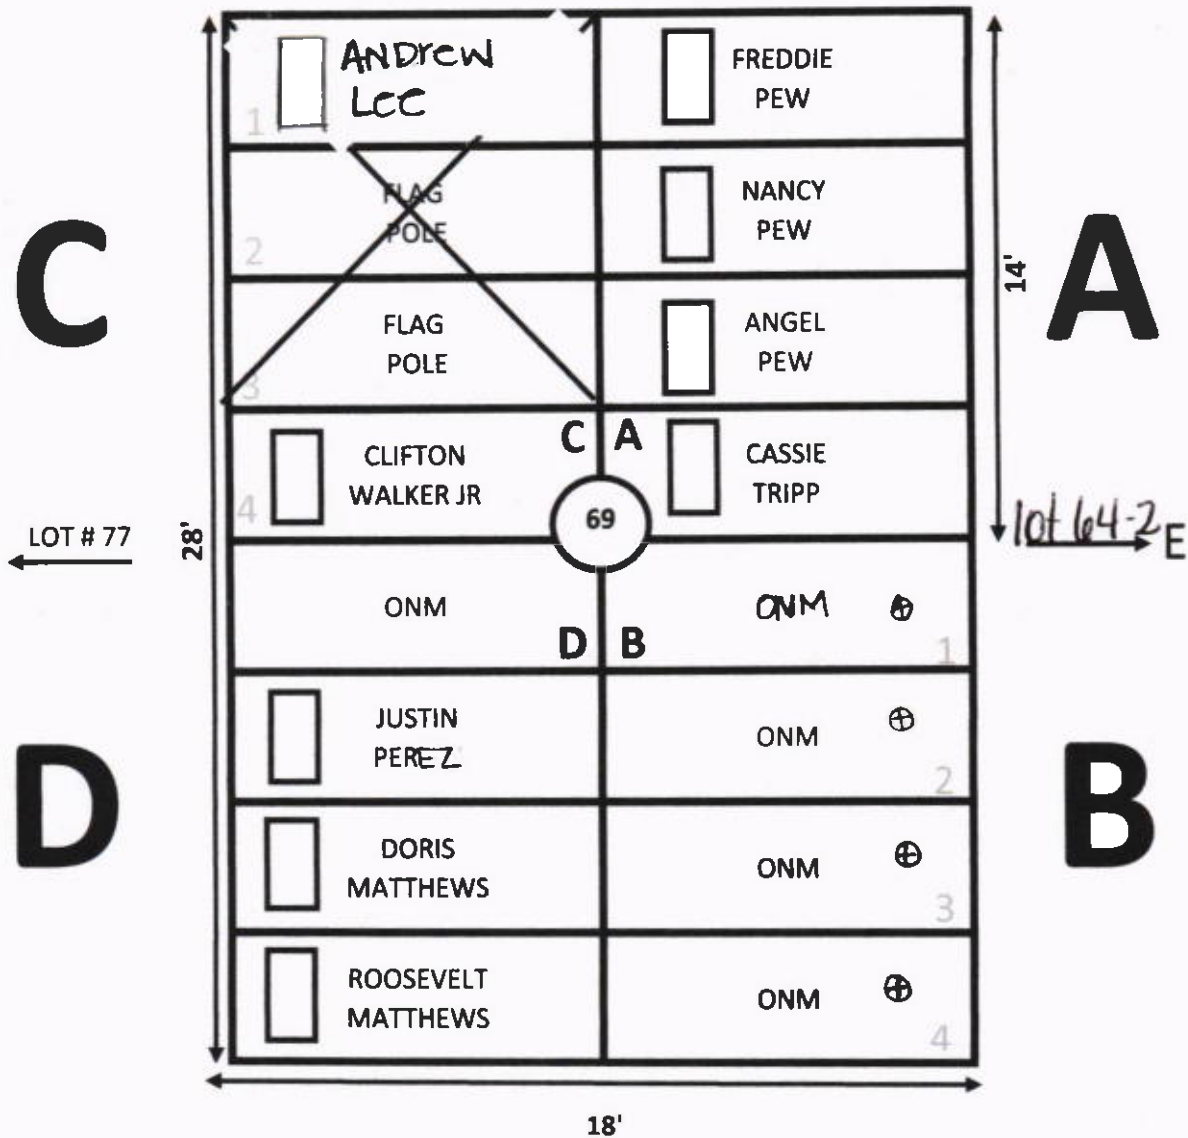 ANDREW
LEE
1
FREDDIE
PEW
FLAG
POLE
2
NANCY
PEW
C
A
14'
FLAG
POLE
3
ANGEL
PEW
C A
CLIFTON
WALKER JR
4
CASSIE
TRIPP
69
LOT # 77
28'
lot 64-2
E
ONM
ONM
1
D B
JUSTIN
PEREZ
ONM
2
D
B
DORIS
MATTHEWS
ONM
3
ROOSEVELT
MATTHEWS
ONM
4
18'